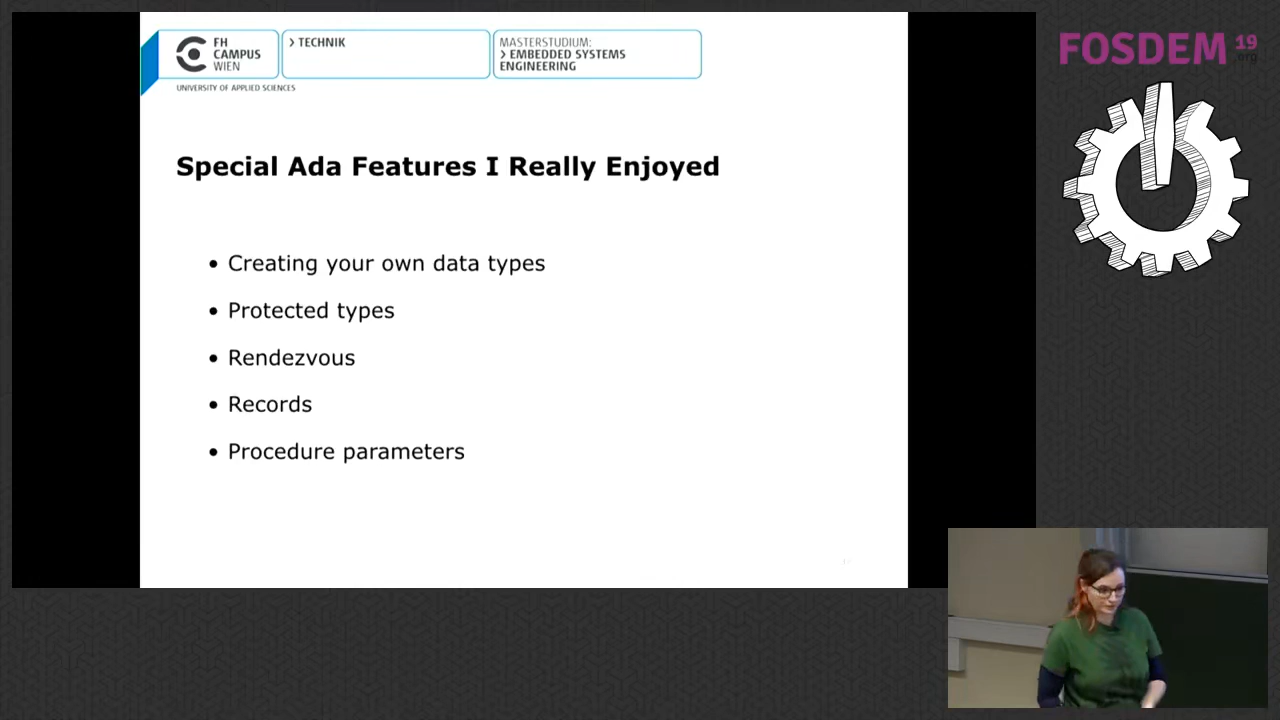 FH
CAMPUS
WIEN
> TECHNIK
MASTERSTUDIUM:
> EMBEDDED SYSTEMS
ENGINEERING
UNIVERSITY OF APPLIED SCIENCES
FOSDEM 19
.org
Special Ada Features I Really Enjoyed
• Creating your own data types
• Protected types
• Rendezvous
• Records
• Procedure parameters